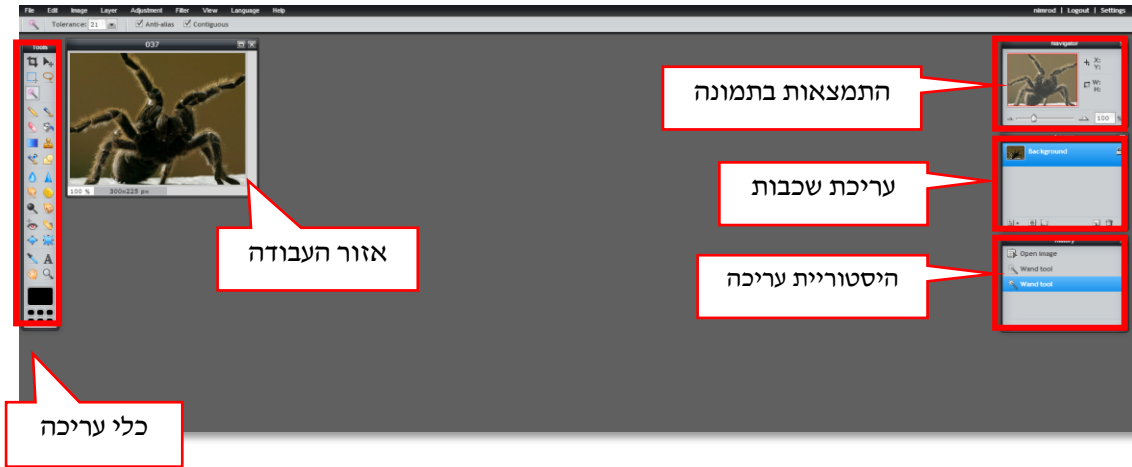 File Edit Image Layer Adjustment Filter View Language Help
nimrod | Logout | Settings
Tolerance: 21 Anti-alias Contiguous
Tools
037
100 % 300x225 px
Navigator
X:
Y:
W:
H:
100 %
התמצאות בתמונה
Background
עריכת שכבות
אזור העבודה
History
Open image
Wand tool
Wand tool
היסטוריית עריכה
A
כלי עריכה